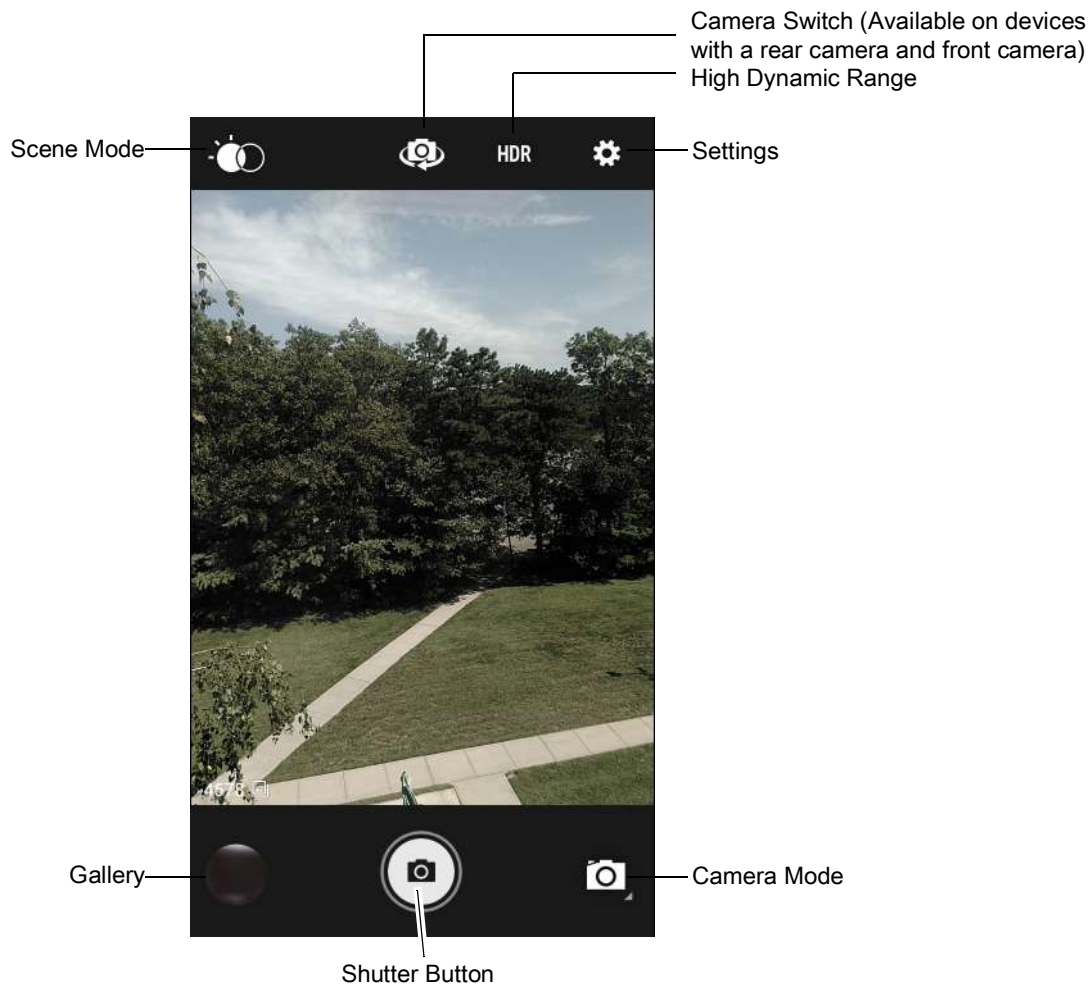 Camera Switch (Available on devices
with a rear camera and front camera)
High Dynamic Range
Scene Mode
HDR
Settings
4578
Gallery
Camera Mode
Shutter Button